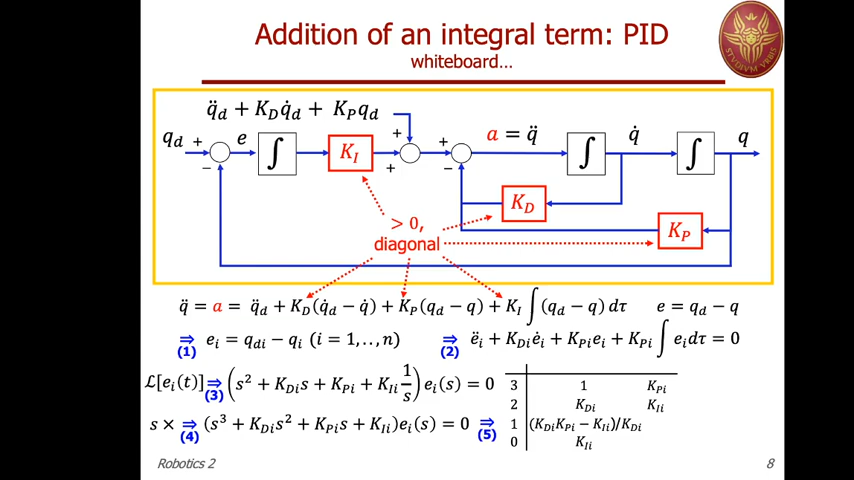 Addition of an integral term: PID
whiteboard...
STVDIVM VRBIS
q̈_d + K_D q̇_d + K_P q_d
q_d + − e ∫ K_I + + + − a = q̈ ∫ q̇ ∫ q
K_D
K_P
> 0,
diagonal
q̈ = a = q̈_d + K_D(q̇_d − q̇) + K_P(q_d − q) + K_I ∫ (q_d − q) dτ e = q_d − q
⇒ (1) e_i = q_di − q_i (i = 1,..,n) ⇒ (2) ë_i + K_Di ė_i + K_Pi e_i + K_Pi ∫ e_i dτ = 0
ℒ[e_i(t)] ⇒ (3) (s² + K_Di s + K_Pi + K_Ii 1/s) e_i(s) = 0
s × ⇒ (4) (s³ + K_Di s² + K_Pi s + K_Ii) e_i(s) = 0 ⇒ (5)
3 1 K_Pi
2 K_Di K_Ii
1 (K_Di K_Pi − K_Ii)/K_Di
0 K_Ii
Robotics 2 8